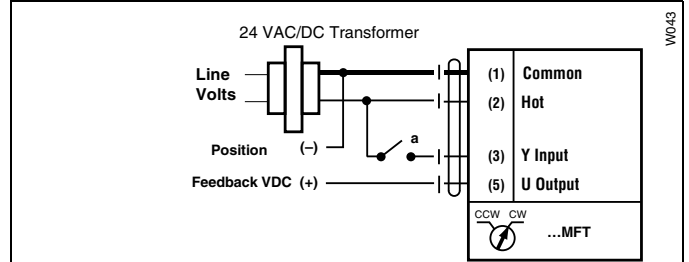 W043
24 VAC/DC Transformer
Line
Volts
(1) Common
(2) Hot
a
Position (–)
(3) Y Input
Feedback VDC (+)
(5) U Output
CCW CW
...MFT